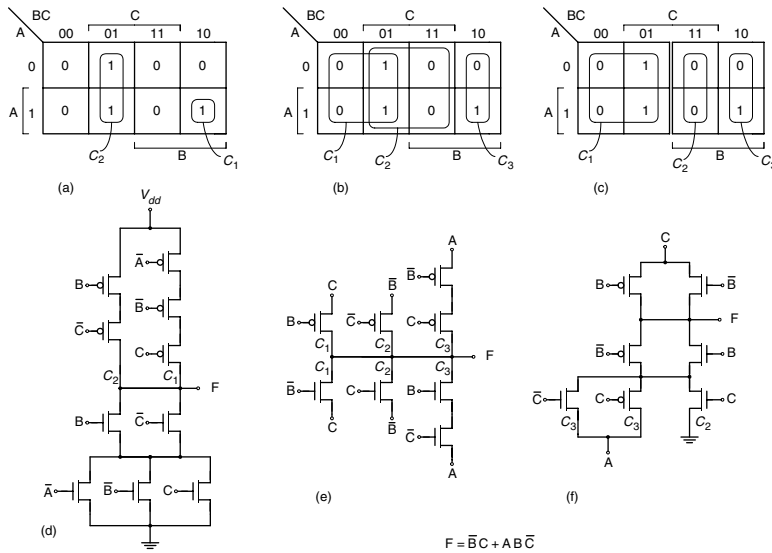 BC C BC C BC C
A 00 01 11 10 A 00 01 11 10 A 00 01 11 10
0 0 1 0 0 0 0 1 0 0 0 0 1 0 0
A 1 0 1 0 1 A 1 0 1 0 1 A 1 0 1 0 1
C₂ B C₁ C₁ C₂ B C₃ C₁ C₂ B C₃
(a) (b) (c)
V_dd
A̅
B B̅
C̅ C
C₂ C₁ F
B C̅
A̅ B̅ C
(d)
A
C B̅ B̅
B C̅ C
C₁ C₂ C₃
F
C₁ C₂ C₃
B̅ C B
C B̅ C̅
A
(e)
C
B B̅
F
B̅ B
C̅ C C
C₃ C₃ C₂
A
(f)
F = B̅ C + A B C̅